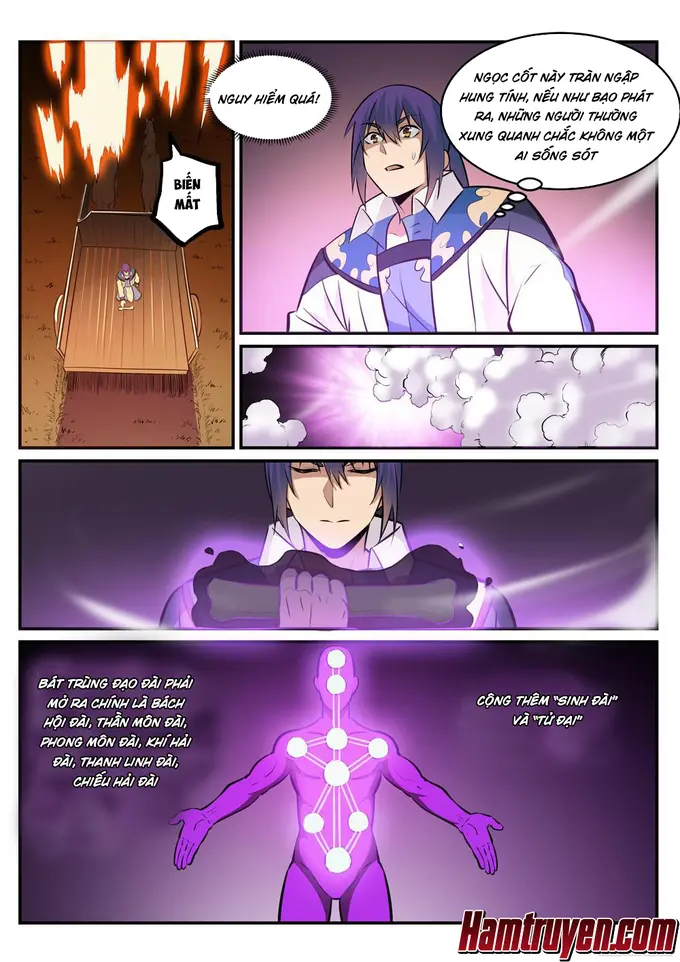 BIẾN
MẤT
NGUY HIỂM QUÁ!
NGỌC CỐT NÀY TRÀN NGẬP
HUNG TÍNH, NẾU NHƯ BẠO PHÁT
RA, NHỮNG NGƯỜI THƯỜNG
XUNG QUANH CHẮC KHÔNG MỘT
AI SỐNG SÓT
BÁT TRÙNG ĐẠO ĐÀI PHẢI
MỞ RA CHÍNH LÀ BÁCH
HỘI ĐÀI, THẦN MÔN ĐÀI,
PHONG MÔN ĐÀI, KHÍ HẢI
ĐÀI, THANH LINH ĐÀI,
CHIẾU HẢI ĐÀI
CỘNG THÊM "SINH ĐÀI"
VÀ "TỬ ĐẠI"
Hamtruyen.com